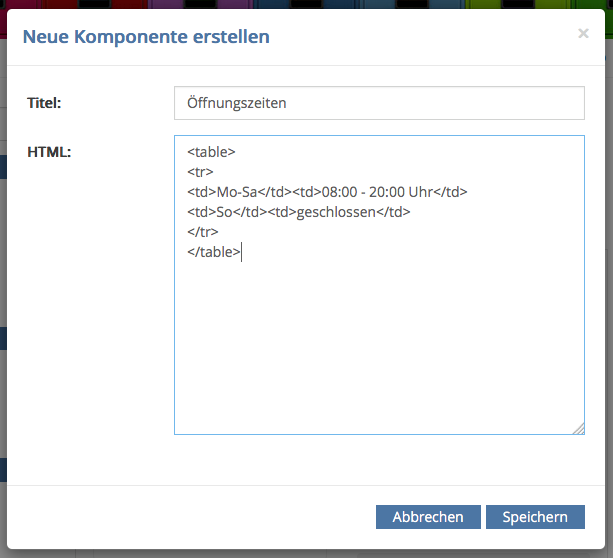 Neue Komponente erstellen
×
Titel:
Öffnungszeiten
HTML:
<table>
<tr>
<td>Mo-Sa</td><td>08:00 - 20:00 Uhr</td>
<td>So</td><td>geschlossen</td>
</tr>
</table>
Abbrechen
Speichern